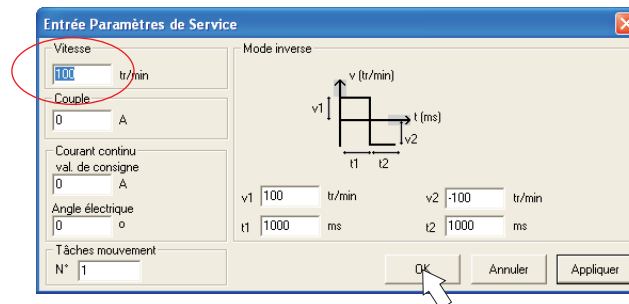 Entrée Paramètres de Service
Vitesse
100 tr/min
Couple
0 A
Courant continu
val. de consigne
0 A
Angle électrique
0 °
Tâches mouvement
N° 1
Mode inverse
v (tr/min)
v1
t (ms)
v2
t1 t2
v1 100 tr/min v2 -100 tr/min
t1 1000 ms t2 1000 ms
OK Annuler Appliquer